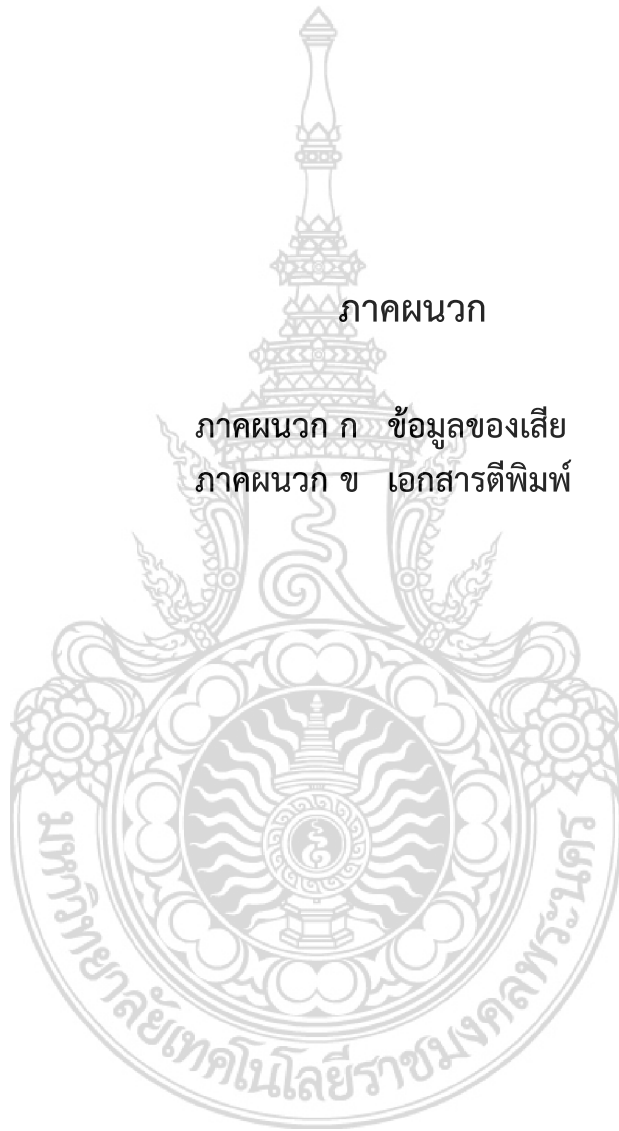 ภาคผนวก
ภาคผนวก ก ข้อมูลของเสีย
ภาคผนวก ข เอกสารตีพิมพ์
มหาวิทยาลัยเทคโนโลยีราชมงคลพระนคร